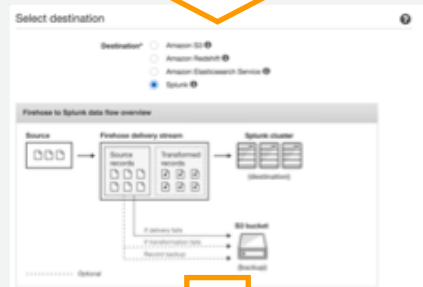 Select destination
Destination* Amazon S3
Amazon Redshift
Amazon Elasticsearch Service
Splunk
Firehose to Splunk data flow overview
Source Firehose delivery stream Splunk cluster
Source records Transformed records
(destination)
If delivery fails
If transformation fails
Record backup
S3 bucket
(backup)
Optional